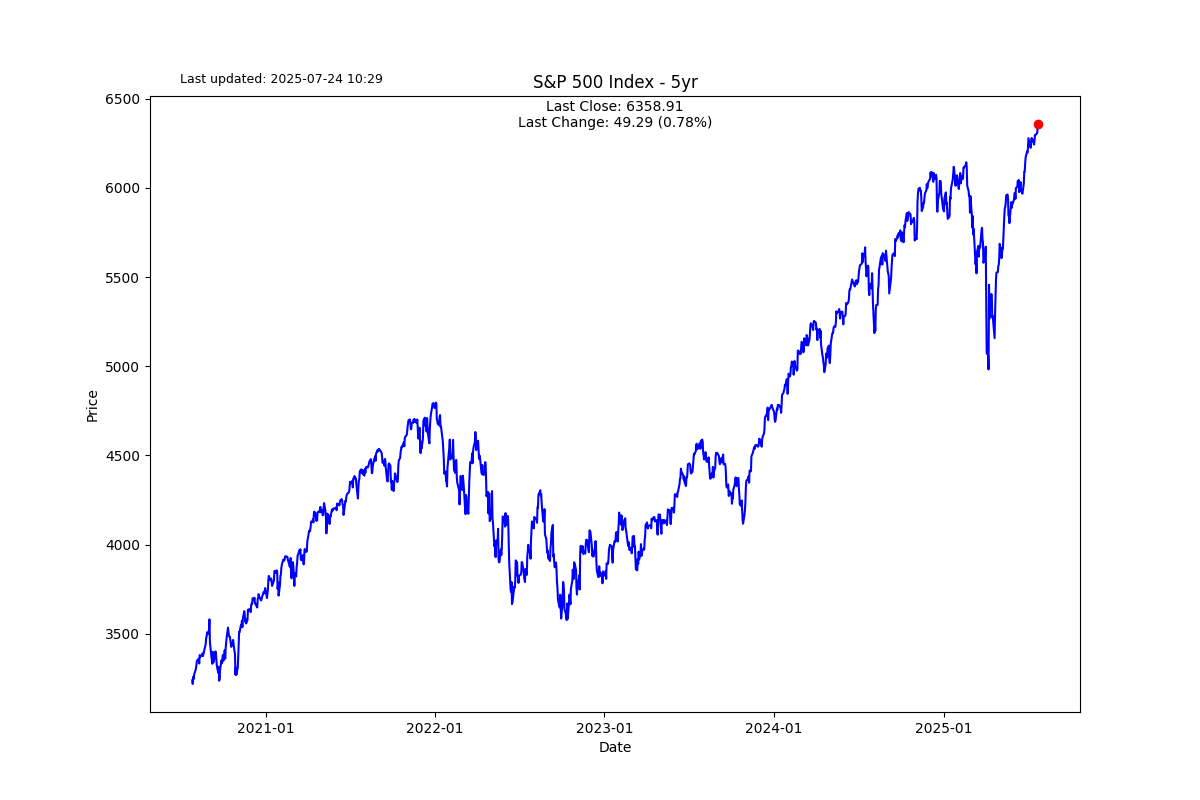 Last updated: 2025-07-24 10:29
S&P 500 Index - 5yr
Last Close: 6358.91
Last Change: 49.29 (0.78%)
6500
6000
5500
5000
4500
4000
3500
Price
2021-01
2022-01
2023-01
2024-01
2025-01
Date